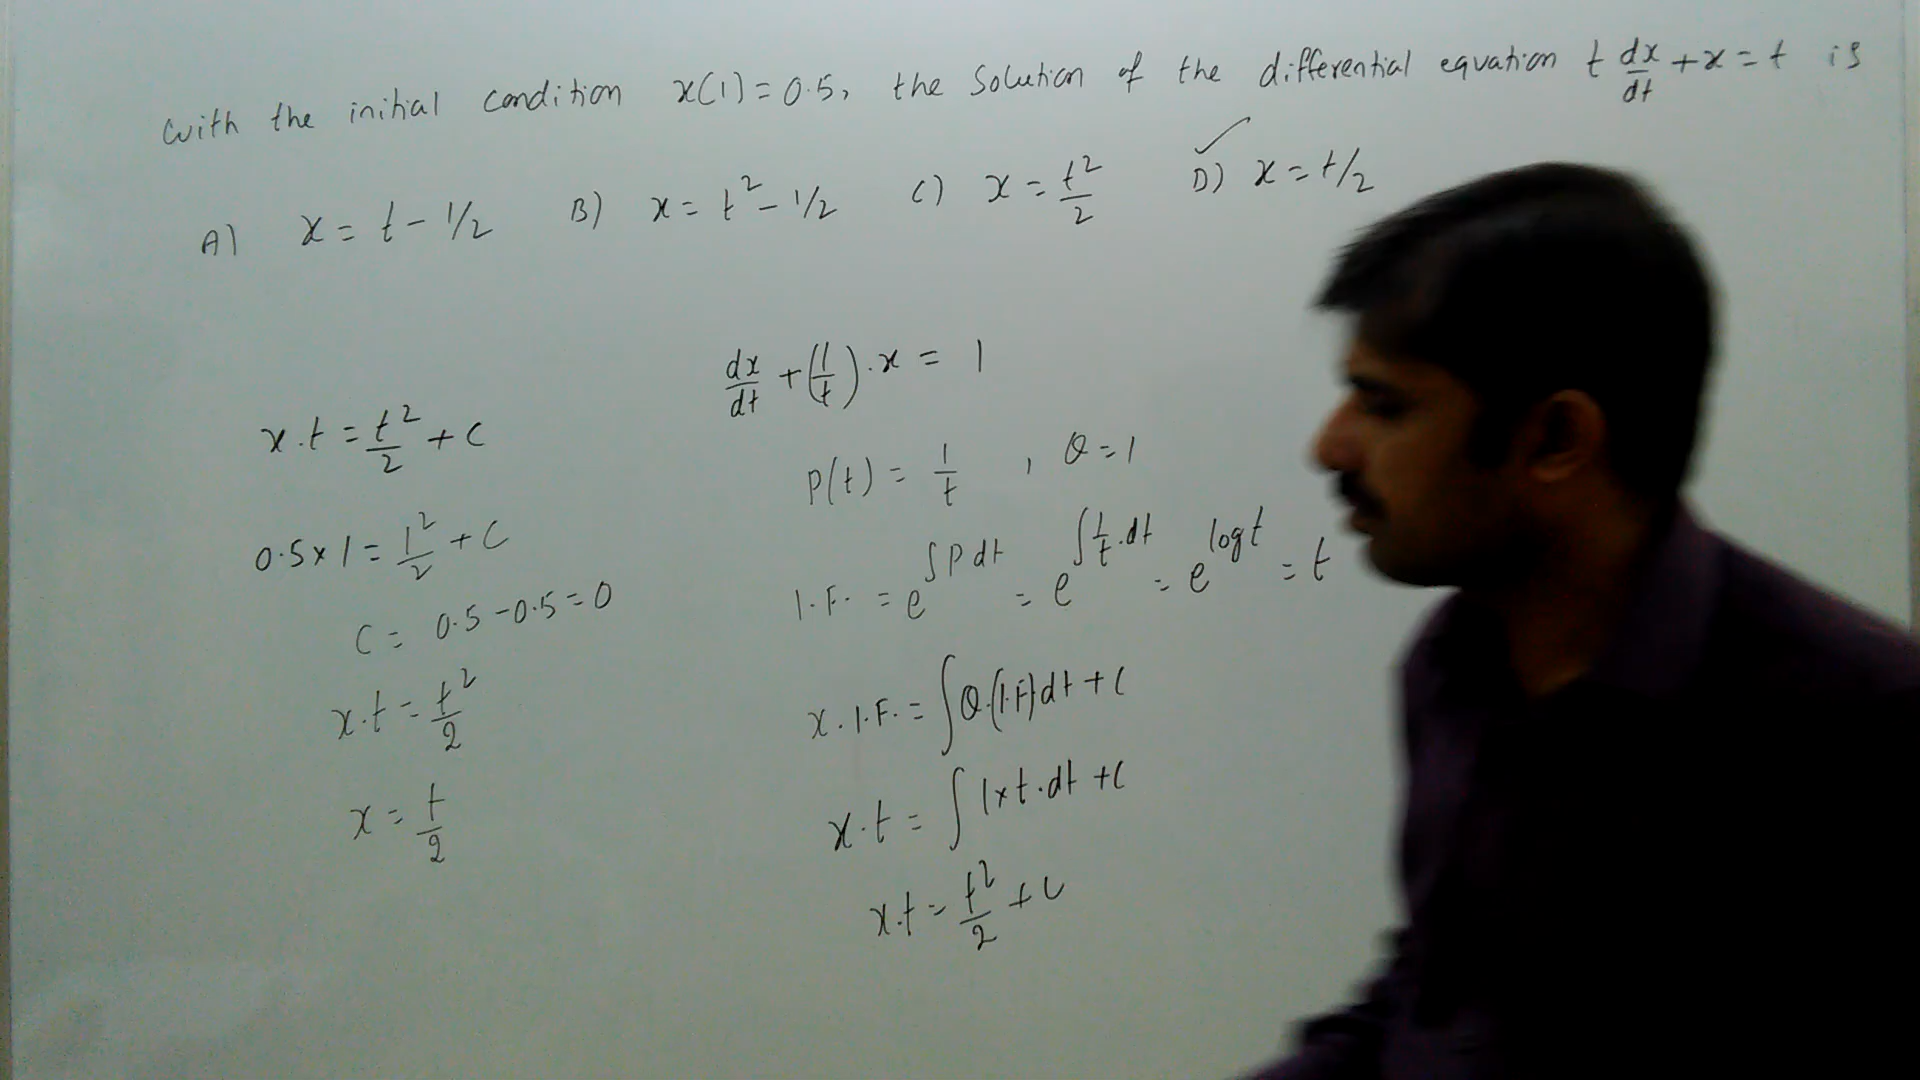 With the initial condition x(1) = 0.5, the solution of the differential equation t dx/dt + x = t is
A) x = t - 1/2 B) x = t² - 1/2 C) x = t²/2 D) x = t/2
dx/dt + (1/t).x = 1
P(t) = 1/t , Q = 1
I.F. = e^∫P dt = e^∫1/t.dt = e^log t = t
x. I.F. = ∫Q.(I.F) dt + C
x.t = ∫1×t.dt + C
x.t = t²/2 + C
x.t = t²/2 + C
0.5×1 = 1²/2 + C
C = 0.5 - 0.5 = 0
x.t = t²/2
x = t/2